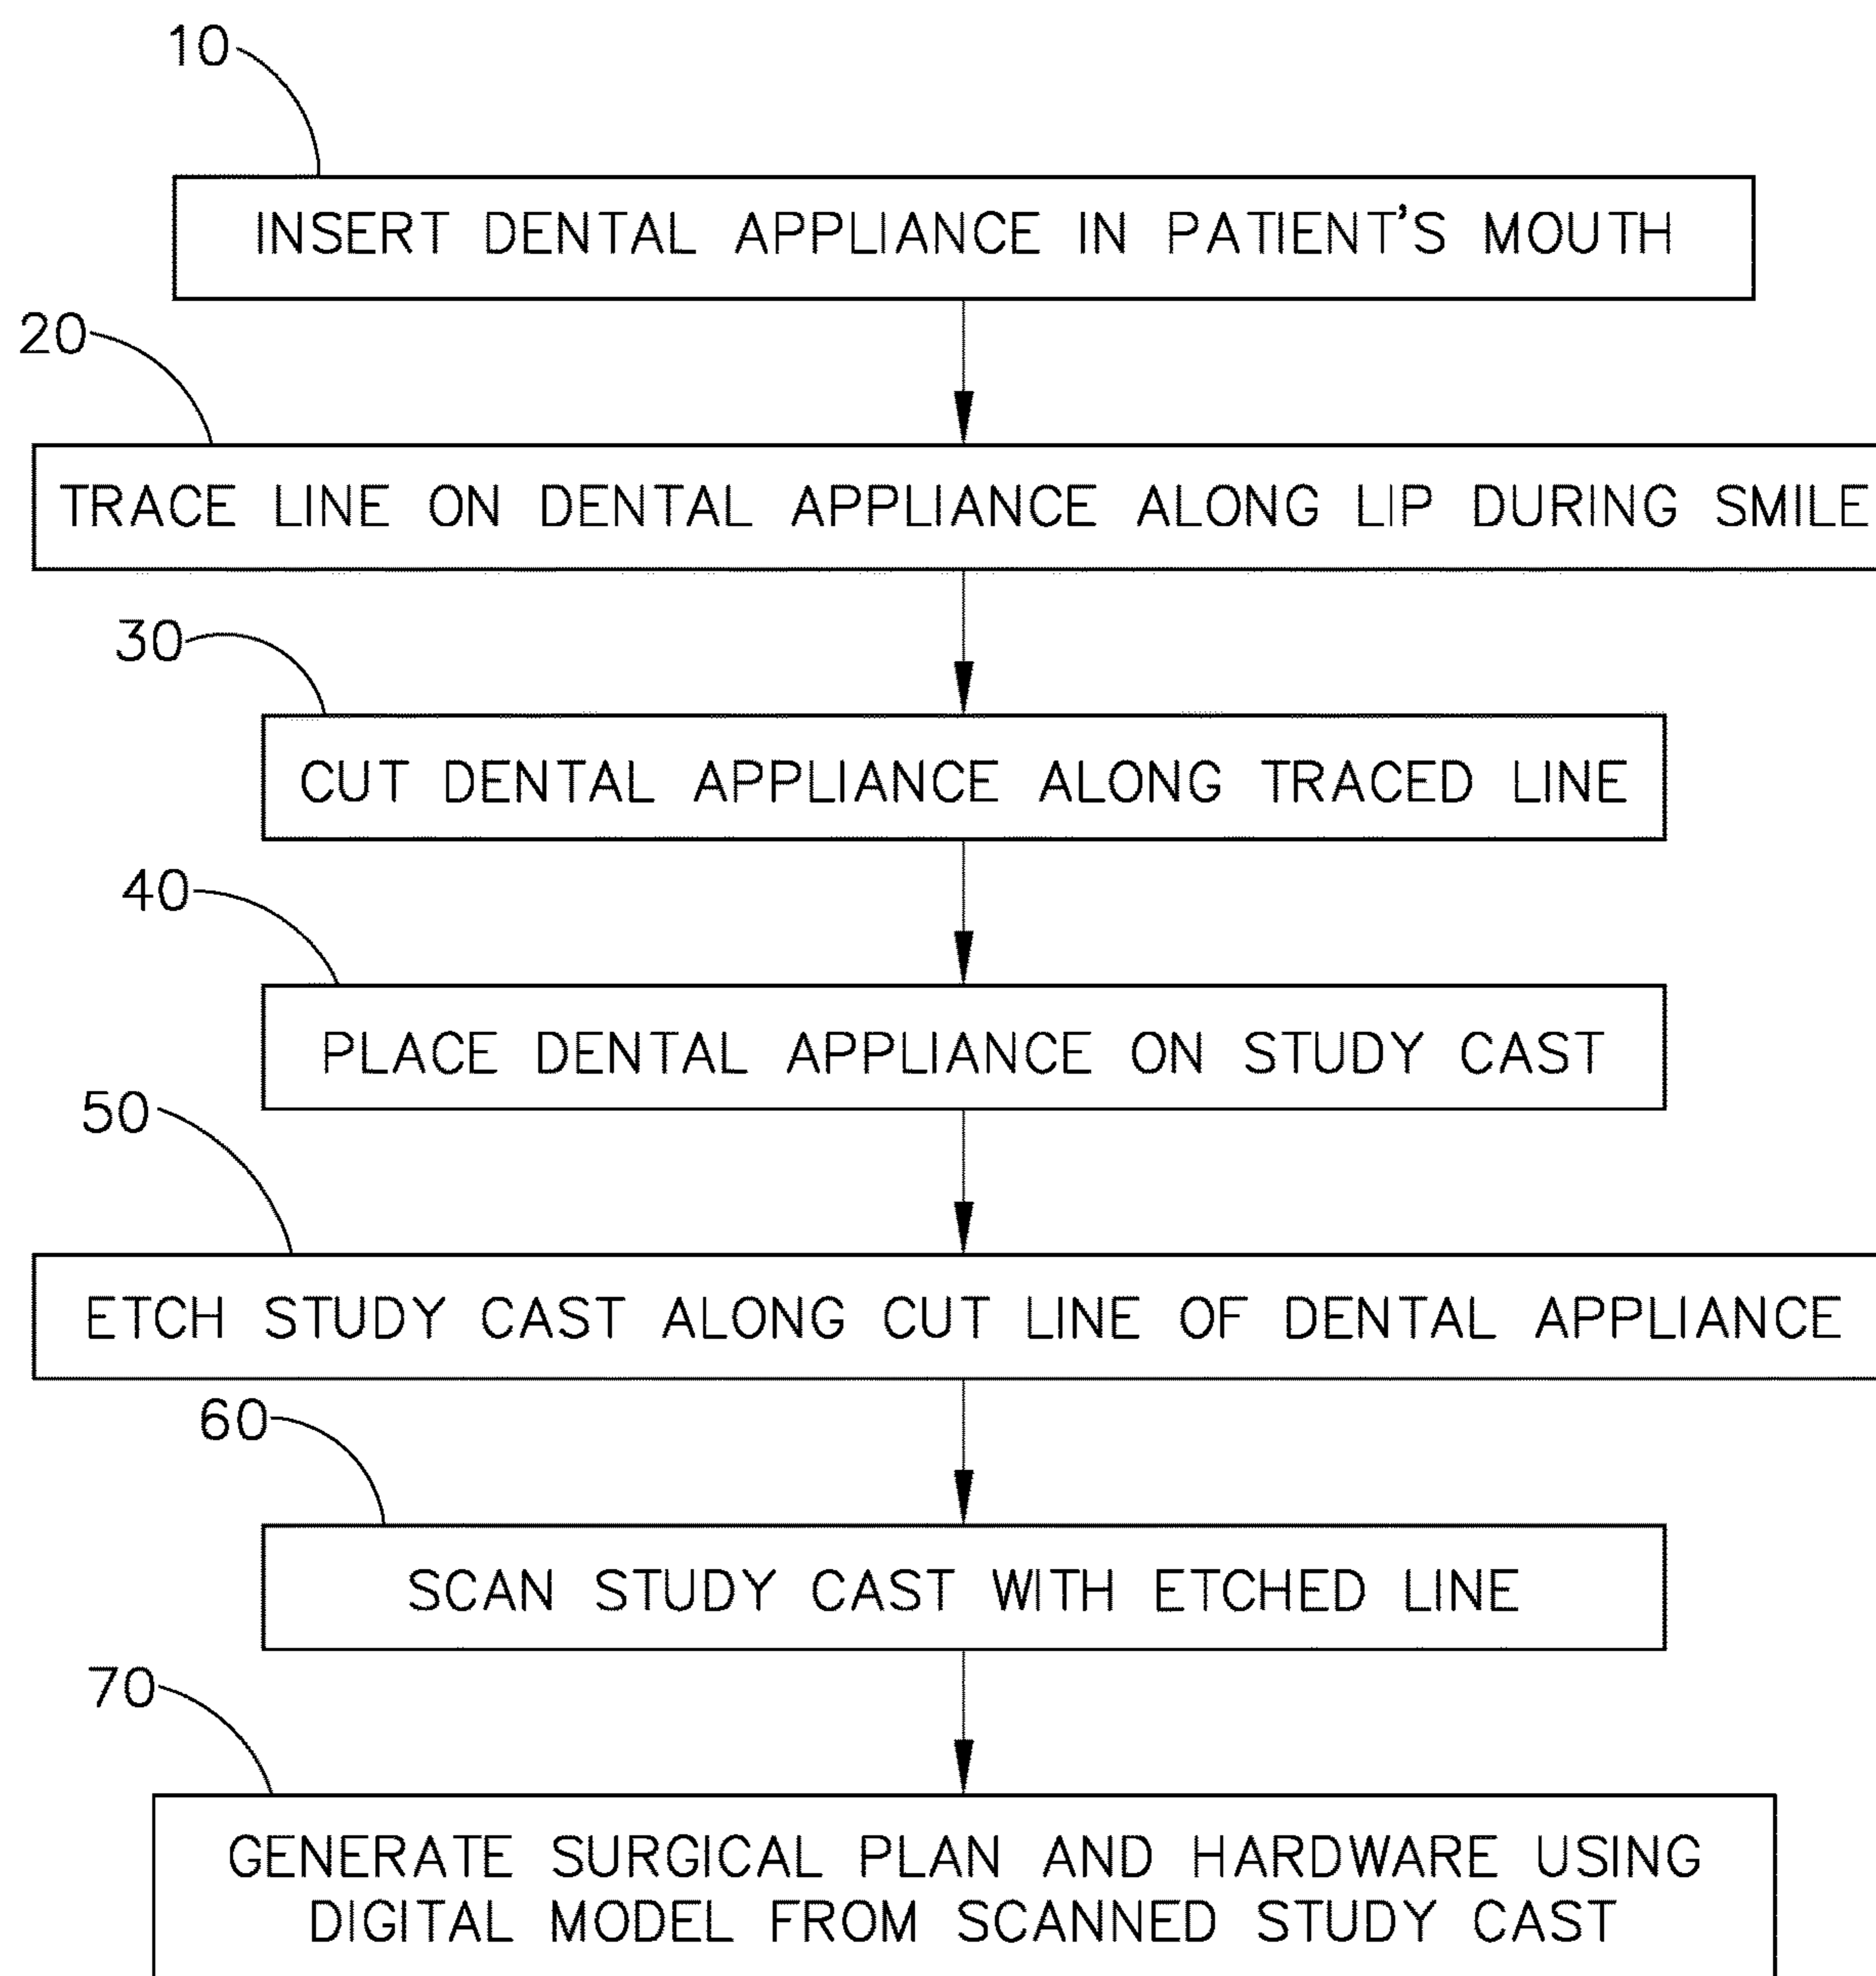 10
INSERT DENTAL APPLIANCE IN PATIENT'S MOUTH
20
TRACE LINE ON DENTAL APPLIANCE ALONG LIP DURING SMILE
30
CUT DENTAL APPLIANCE ALONG TRACED LINE
40
PLACE DENTAL APPLIANCE ON STUDY CAST
50
ETCH STUDY CAST ALONG CUT LINE OF DENTAL APPLIANCE
60
SCAN STUDY CAST WITH ETCHED LINE
70
GENERATE SURGICAL PLAN AND HARDWARE USING
DIGITAL MODEL FROM SCANNED STUDY CAST